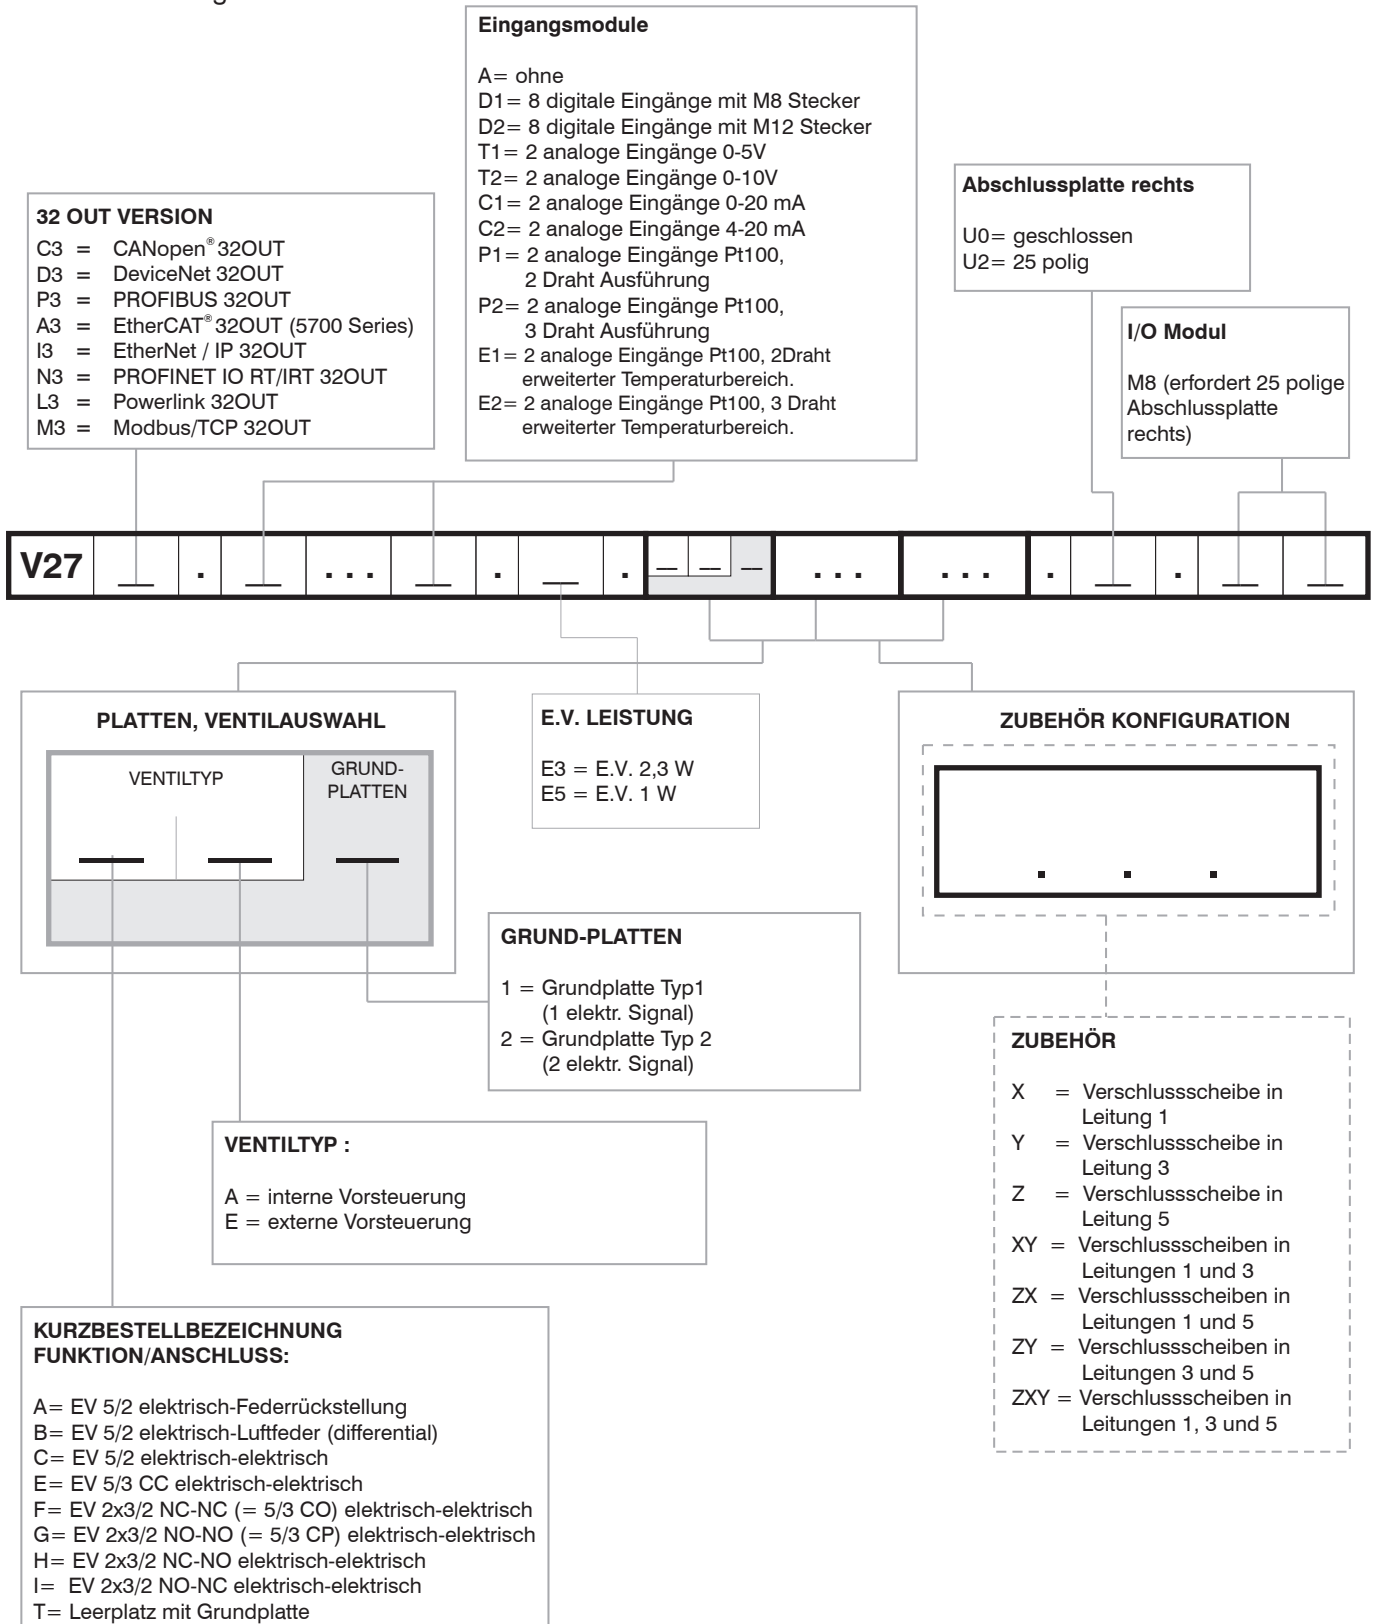 Eingangsmodule
A= ohne
D1= 8 digitale Eingänge mit M8 Stecker
D2= 8 digitale Eingänge mit M12 Stecker
T1= 2 analoge Eingänge 0-5V
T2= 2 analoge Eingänge 0-10V
C1= 2 analoge Eingänge 0-20 mA
C2= 2 analoge Eingänge 4-20 mA
P1= 2 analoge Eingänge Pt100,
2 Draht Ausführung
P2= 2 analoge Eingänge Pt100,
3 Draht Ausführung
E1= 2 analoge Eingänge Pt100, 2Draht
erweiterter Temperaturbereich.
E2= 2 analoge Eingänge Pt100, 3 Draht
erweiterter Temperaturbereich.
32 OUT VERSION
C3 = CANopen® 32OUT
D3 = DeviceNet 32OUT
P3 = PROFIBUS 32OUT
A3 = EtherCAT® 32OUT (5700 Series)
I3 = EtherNet / IP 32OUT
N3 = PROFINET IO RT/IRT 32OUT
L3 = Powerlink 32OUT
M3 = Modbus/TCP 32OUT
Abschlussplatte rechts
U0= geschlossen
U2= 25 polig
I/O Modul
M8 (erfordert 25 polige
Abschlussplatte
rechts)
V27 __ . __ ... __ . __ . __ __ __ ... ... . __ . __ __
PLATTEN, VENTILAUSWAHL
VENTILTYP
GRUND-
PLATTEN
E.V. LEISTUNG
E3 = E.V. 2,3 W
E5 = E.V. 1 W
ZUBEHÖR KONFIGURATION
. . .
GRUND-PLATTEN
1 = Grundplatte Typ1
(1 elektr. Signal)
2 = Grundplatte Typ 2
(2 elektr. Signal)
VENTILTYP :
A = interne Vorsteuerung
E = externe Vorsteuerung
ZUBEHÖR
X = Verschlussscheibe in
Leitung 1
Y = Verschlussscheibe in
Leitung 3
Z = Verschlussscheibe in
Leitung 5
XY = Verschlussscheiben in
Leitungen 1 und 3
ZX = Verschlussscheiben in
Leitungen 1 und 5
ZY = Verschlussscheiben in
Leitungen 3 und 5
ZXY = Verschlussscheiben in
Leitungen 1, 3 und 5
KURZBESTELLBEZEICHNUNG
FUNKTION/ANSCHLUSS:
A= EV 5/2 elektrisch-Federrückstellung
B= EV 5/2 elektrisch-Luftfeder (differential)
C= EV 5/2 elektrisch-elektrisch
E= EV 5/3 CC elektrisch-elektrisch
F= EV 2x3/2 NC-NC (= 5/3 CO) elektrisch-elektrisch
G= EV 2x3/2 NO-NO (= 5/3 CP) elektrisch-elektrisch
H= EV 2x3/2 NC-NO elektrisch-elektrisch
I= EV 2x3/2 NO-NC elektrisch-elektrisch
T= Leerplatz mit Grundplatte